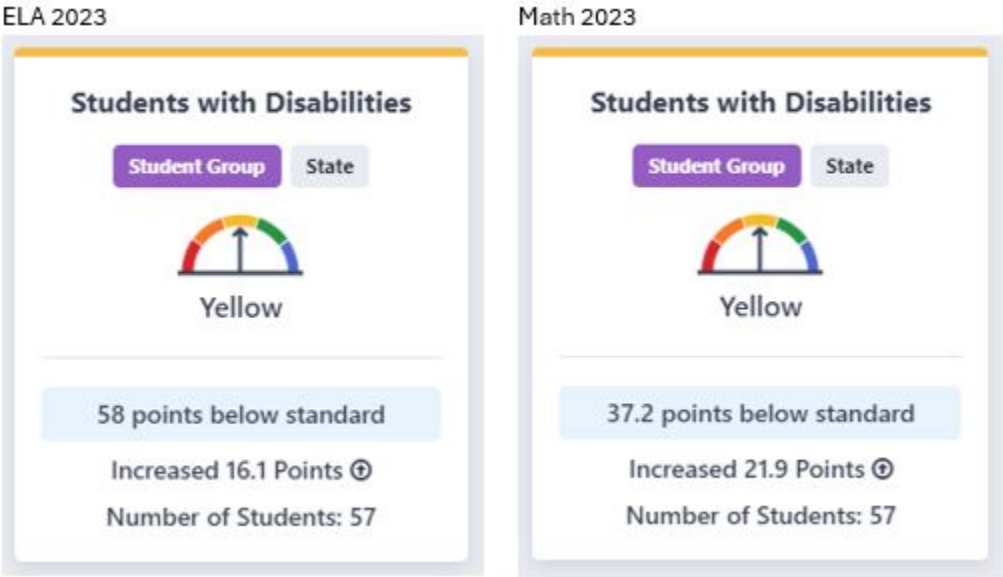 ELA 2023
Students with Disabilities
Student Group State
Yellow
58 points below standard
Increased 16.1 Points
Number of Students: 57
Math 2023
Students with Disabilities
Student Group State
Yellow
37.2 points below standard
Increased 21.9 Points
Number of Students: 57